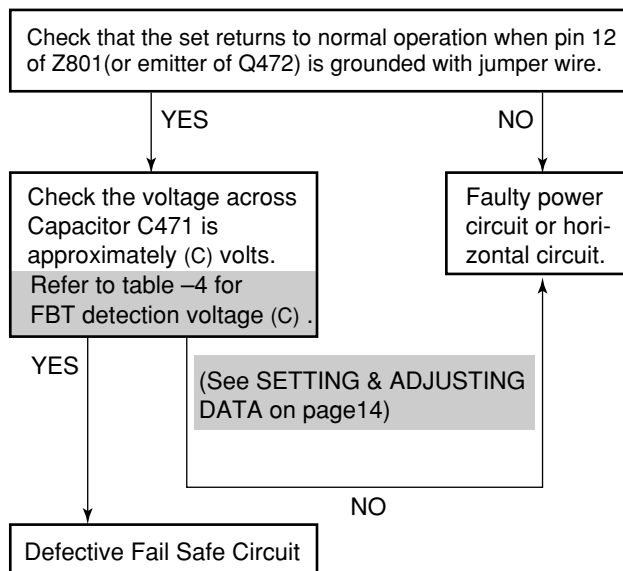 Check that the set returns to normal operation when pin 12
of Z801(or emitter of Q472) is grounded with jumper wire.
YES
NO
Check the voltage across
Capacitor C471 is
approximately (C) volts.
Refer to table –4 for
FBT detection voltage (C) .
Faulty power
circuit or hori-
zontal circuit.
YES
(See SETTING & ADJUSTING
DATA on page14)
NO
Defective Fail Safe Circuit